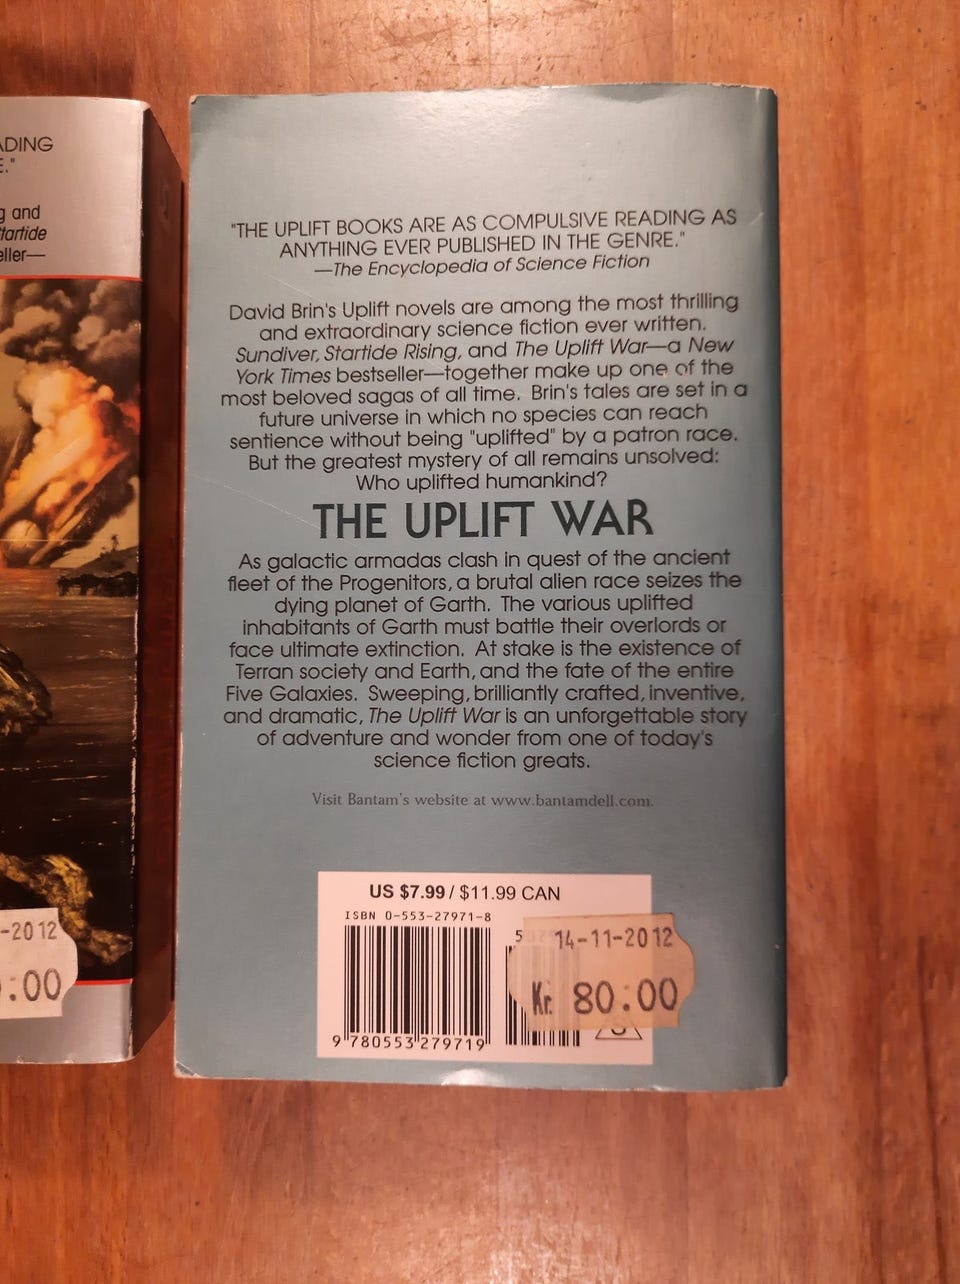 ADING
E."
g and
tartide
eller—
-2012
:00
"THE UPLIFT BOOKS ARE AS COMPULSIVE READING AS
ANYTHING EVER PUBLISHED IN THE GENRE."
—The Encyclopedia of Science Fiction
David Brin's Uplift novels are among the most thrilling
and extraordinary science fiction ever written.
Sundiver, Startide Rising, and The Uplift War—a New
York Times bestseller—together make up one of the
most beloved sagas of all time. Brin's tales are set in a
future universe in which no species can reach
sentience without being "uplifted" by a patron race.
But the greatest mystery of all remains unsolved:
Who uplifted humankind?
THE UPLIFT WAR
As galactic armadas clash in quest of the ancient
fleet of the Progenitors, a brutal alien race seizes the
dying planet of Garth. The various uplifted
inhabitants of Garth must battle their overlords or
face ultimate extinction. At stake is the existence of
Terran society and Earth, and the fate of the entire
Five Galaxies. Sweeping, brilliantly crafted, inventive,
and dramatic, The Uplift War is an unforgettable story
of adventure and wonder from one of today's
science fiction greats.
Visit Bantam's website at www.bantamdell.com.
US $7.99 / $11.99 CAN
ISBN 0-553-27971-8
14-11-2012
Kr. 80:00
9 780553 279719